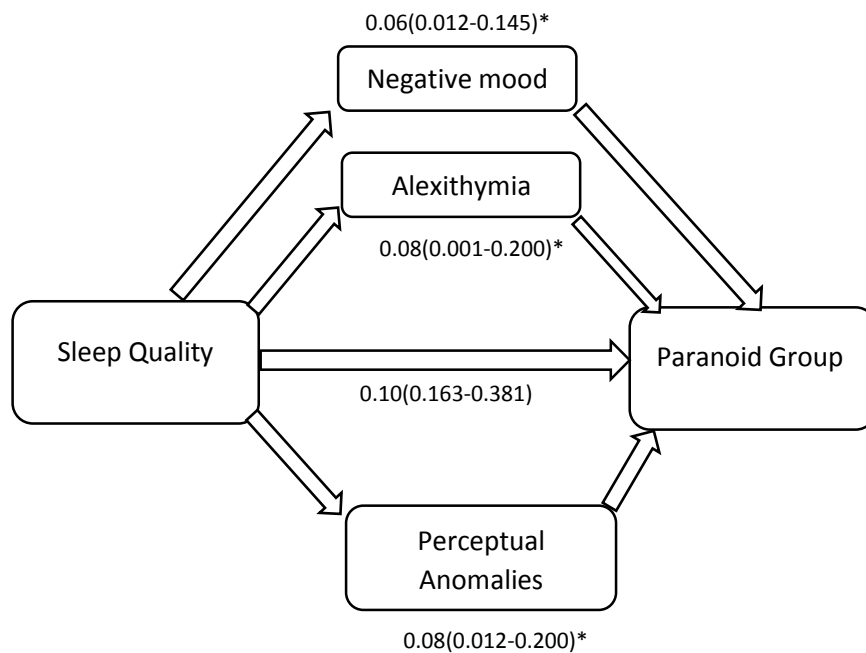 0.06(0.012-0.145)*
Negative mood
Alexithymia
0.08(0.001-0.200)*
Sleep Quality
Paranoid Group
0.10(0.163-0.381)
Perceptual
Anomalies
0.08(0.012-0.200)*